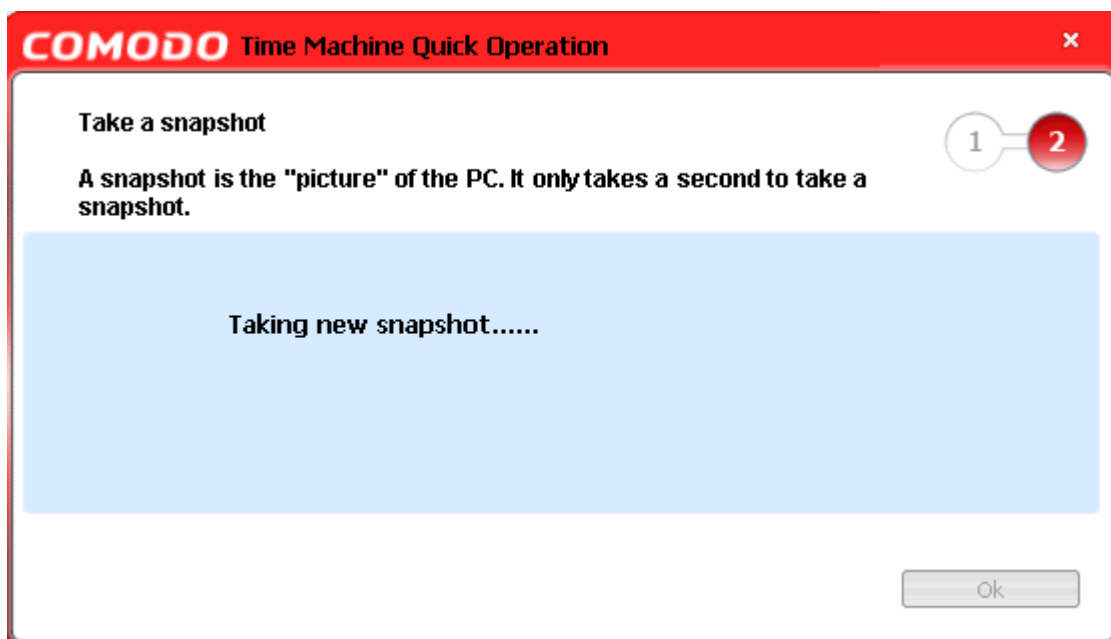 COMODO Time Machine Quick Operation
Take a snapshot
1 2
A snapshot is the "picture" of the PC. It only takes a second to take a
snapshot.
Taking new snapshot......
Ok